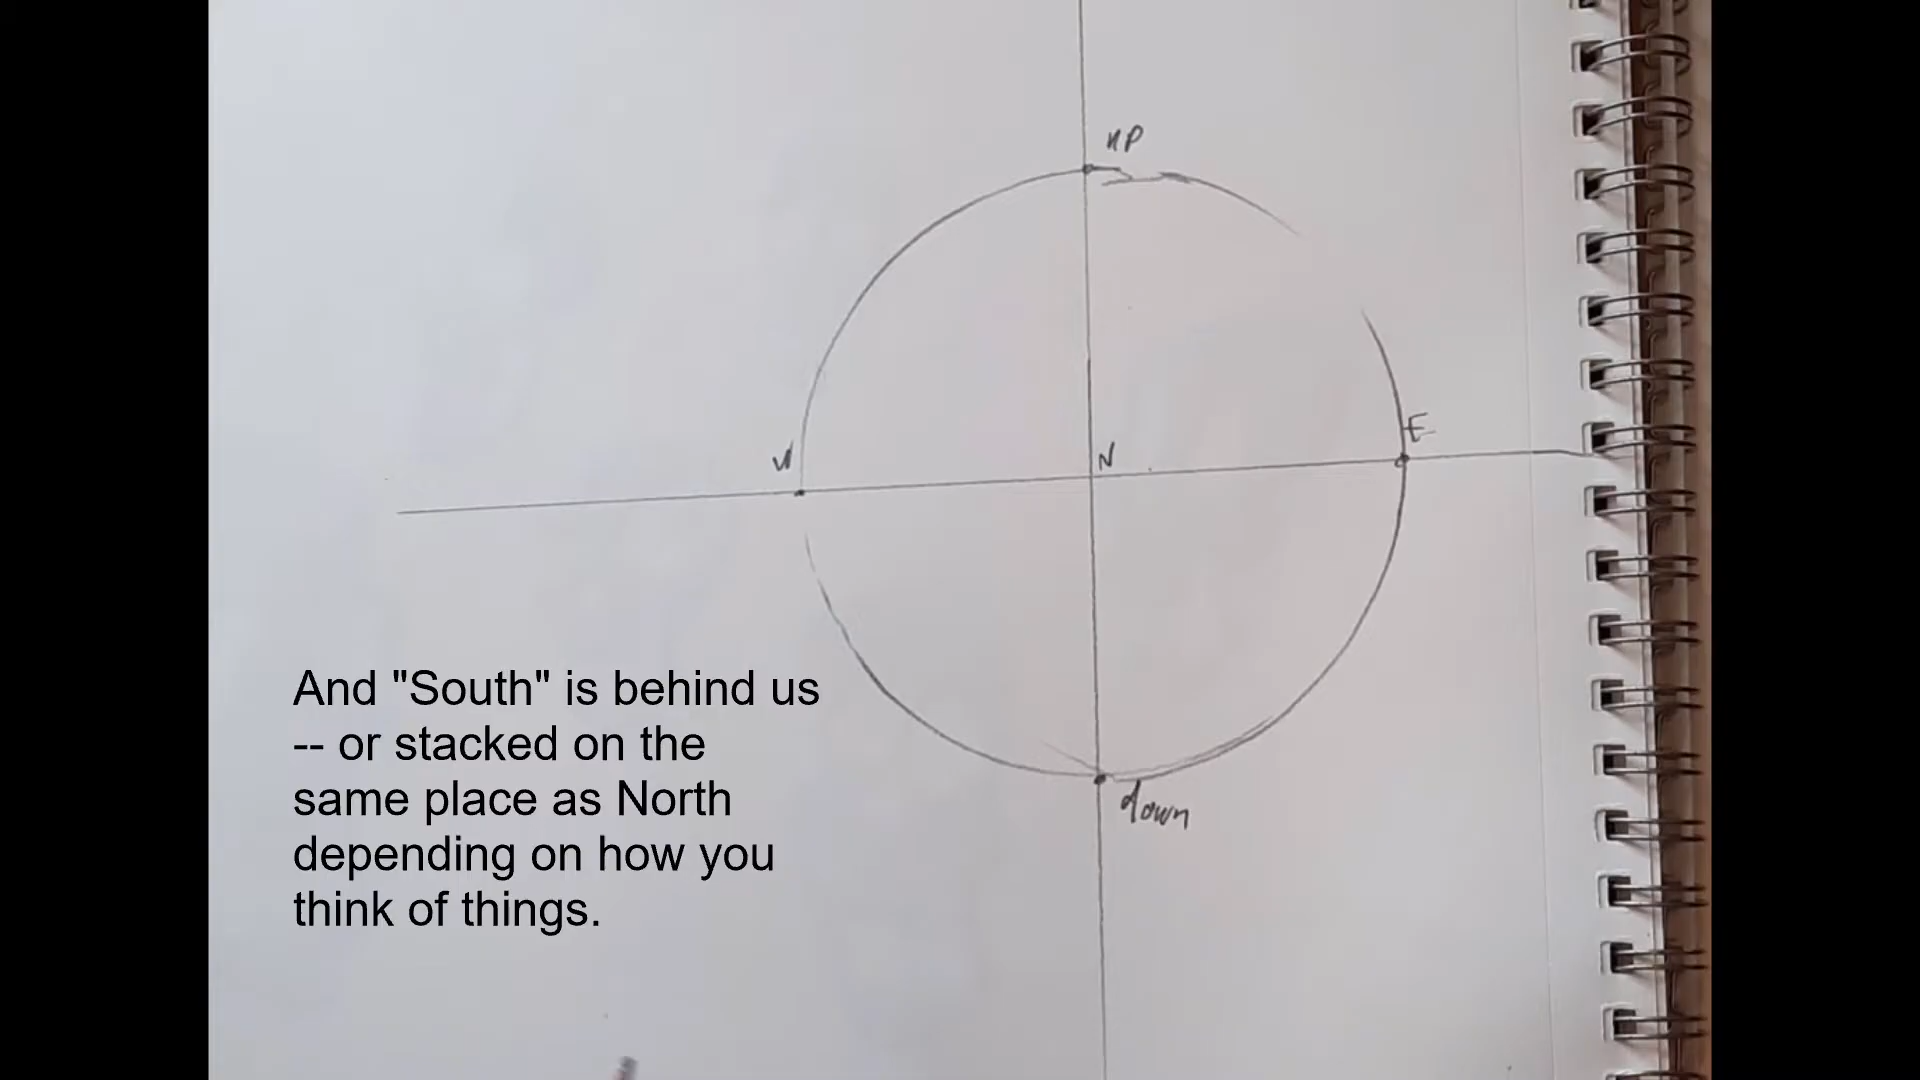 up
E
W
N
down
And "South" is behind us
-- or stacked on the
same place as North
depending on how you
think of things.